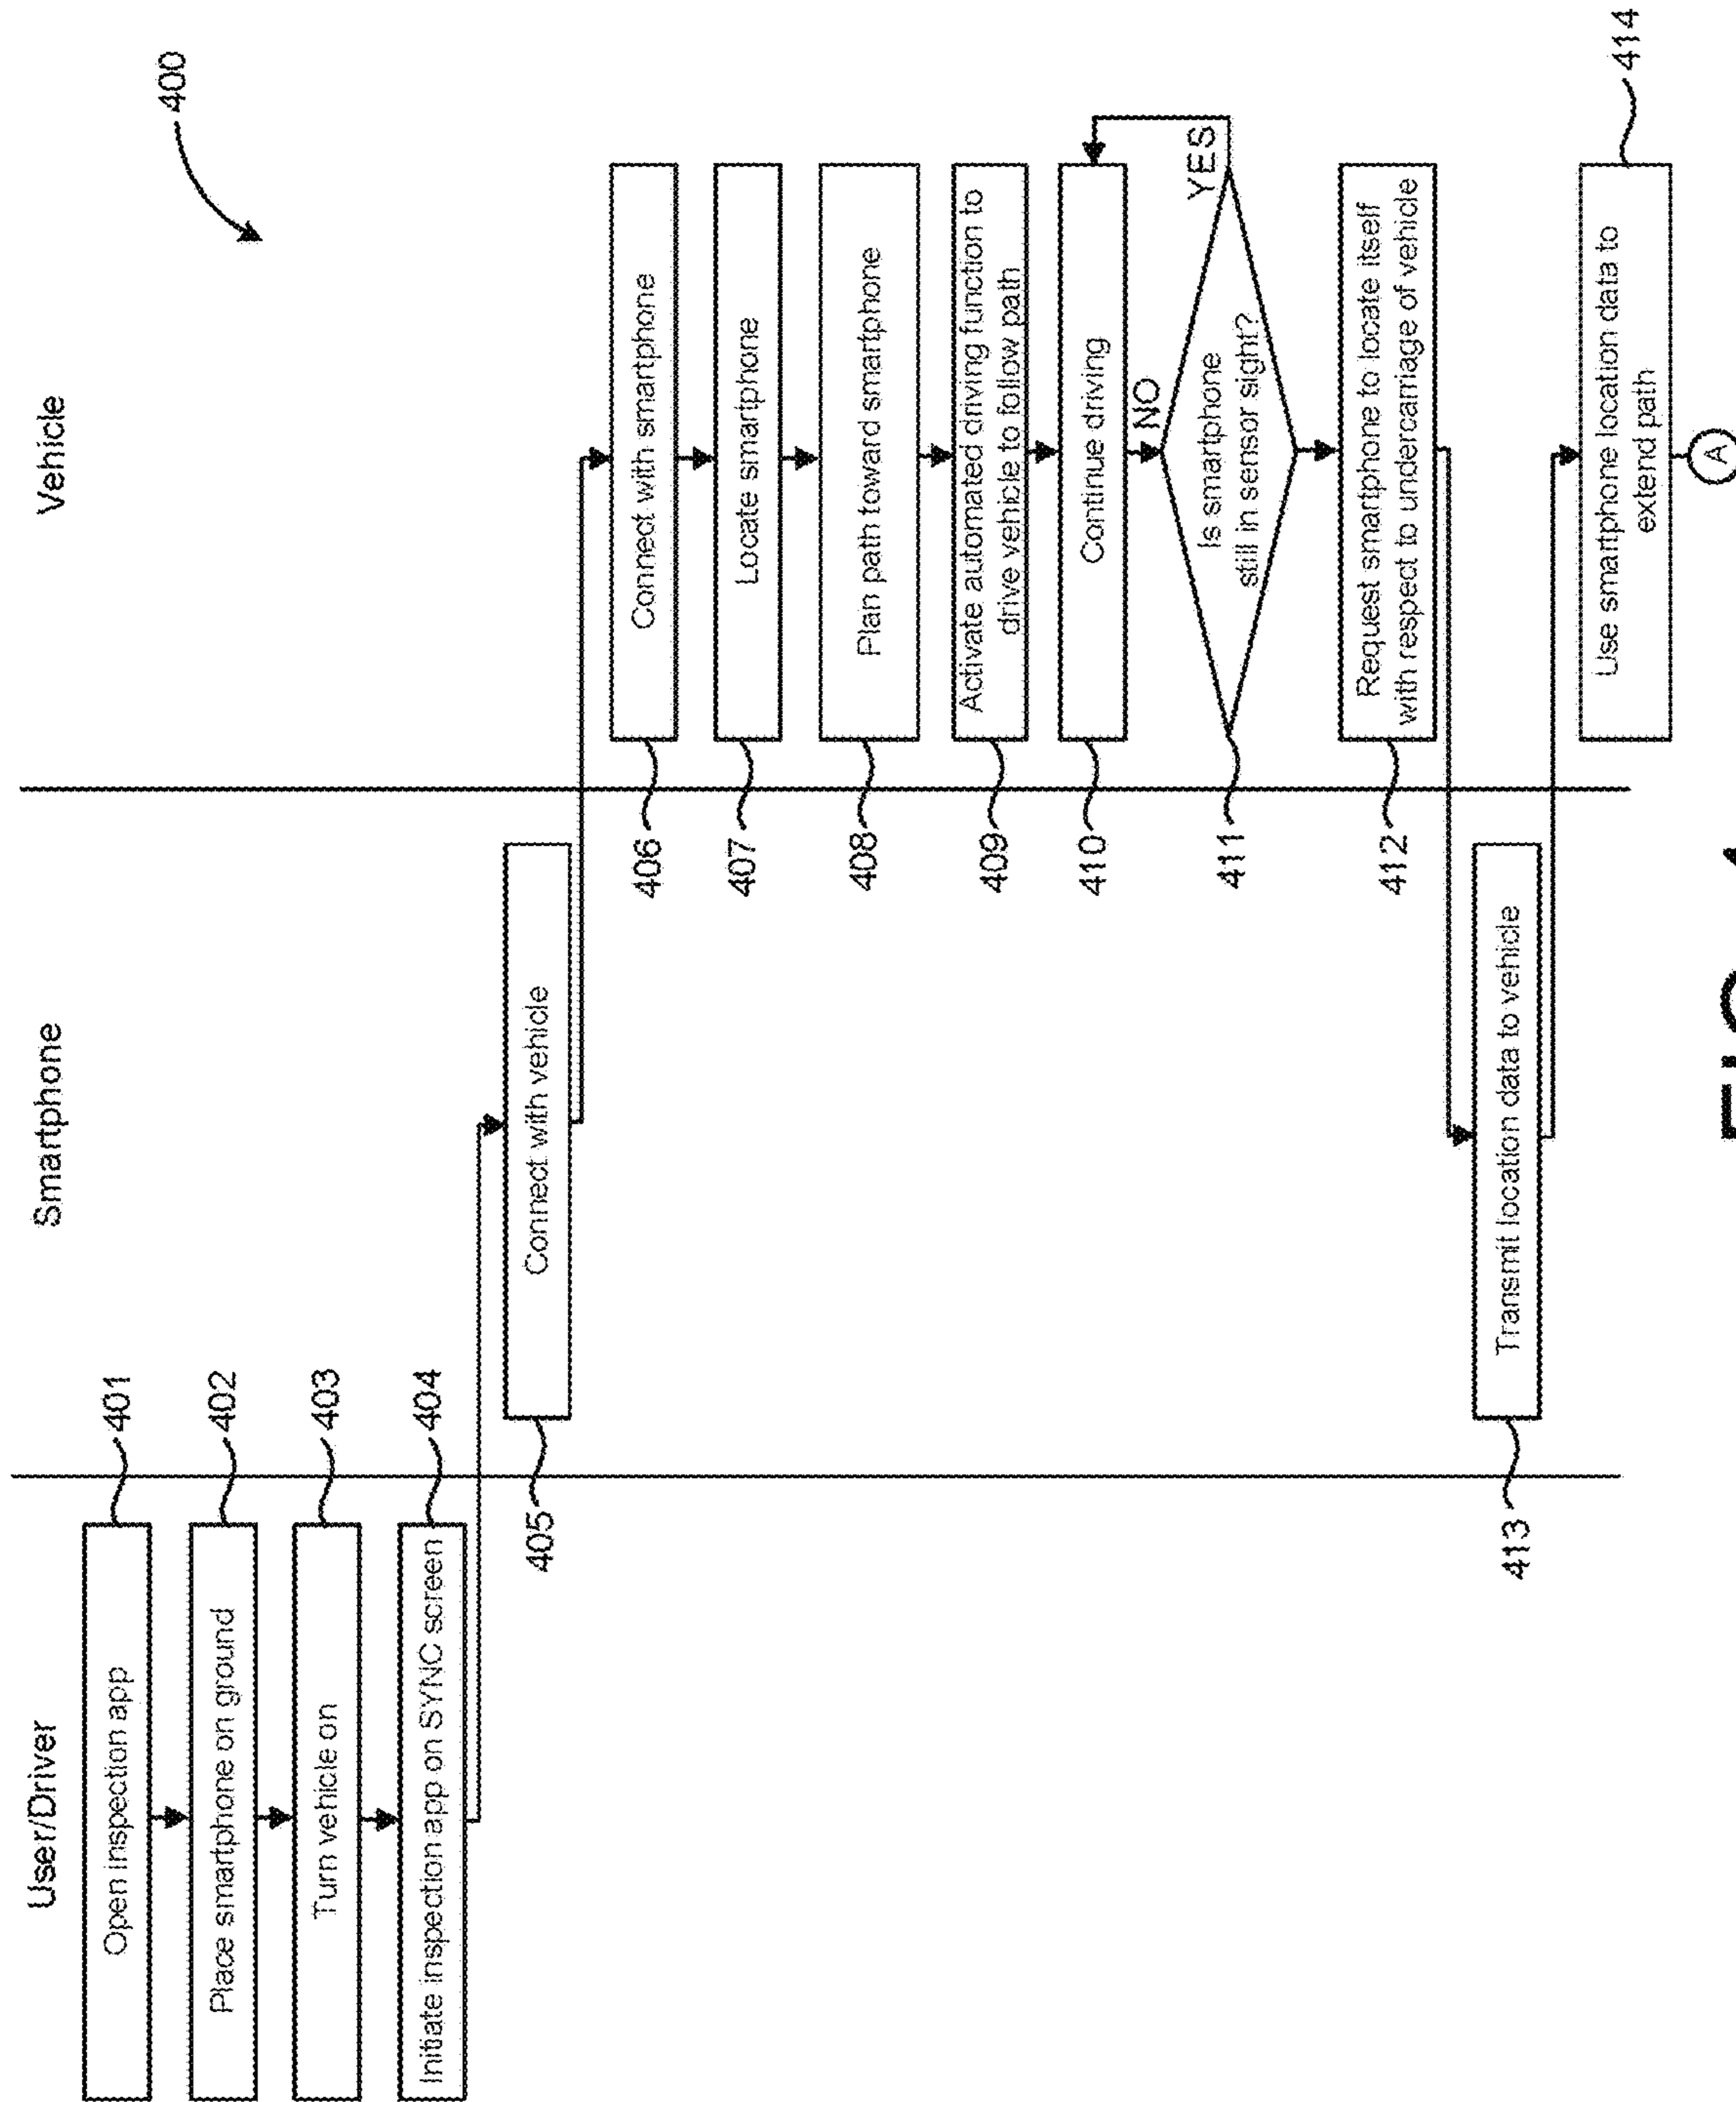 400
User/Driver
Smartphone
Vehicle
Open inspection app
401
Place smartphone on ground
402
Turn vehicle on
403
Initiate inspection app on SYNC screen
404
Connect with vehicle
405
Connect with smartphone
406
Locate smartphone
407
Plan path toward smartphone
408
Activate automated driving function to
drive vehicle to follow path
409
Continue driving
410
NO
YES
Is smartphone
still in sensor sight?
411
Request smartphone to locate itself
with respect to undercarriage of vehicle
412
Transmit location data to vehicle
413
Use smartphone location data to
extend path
414
A